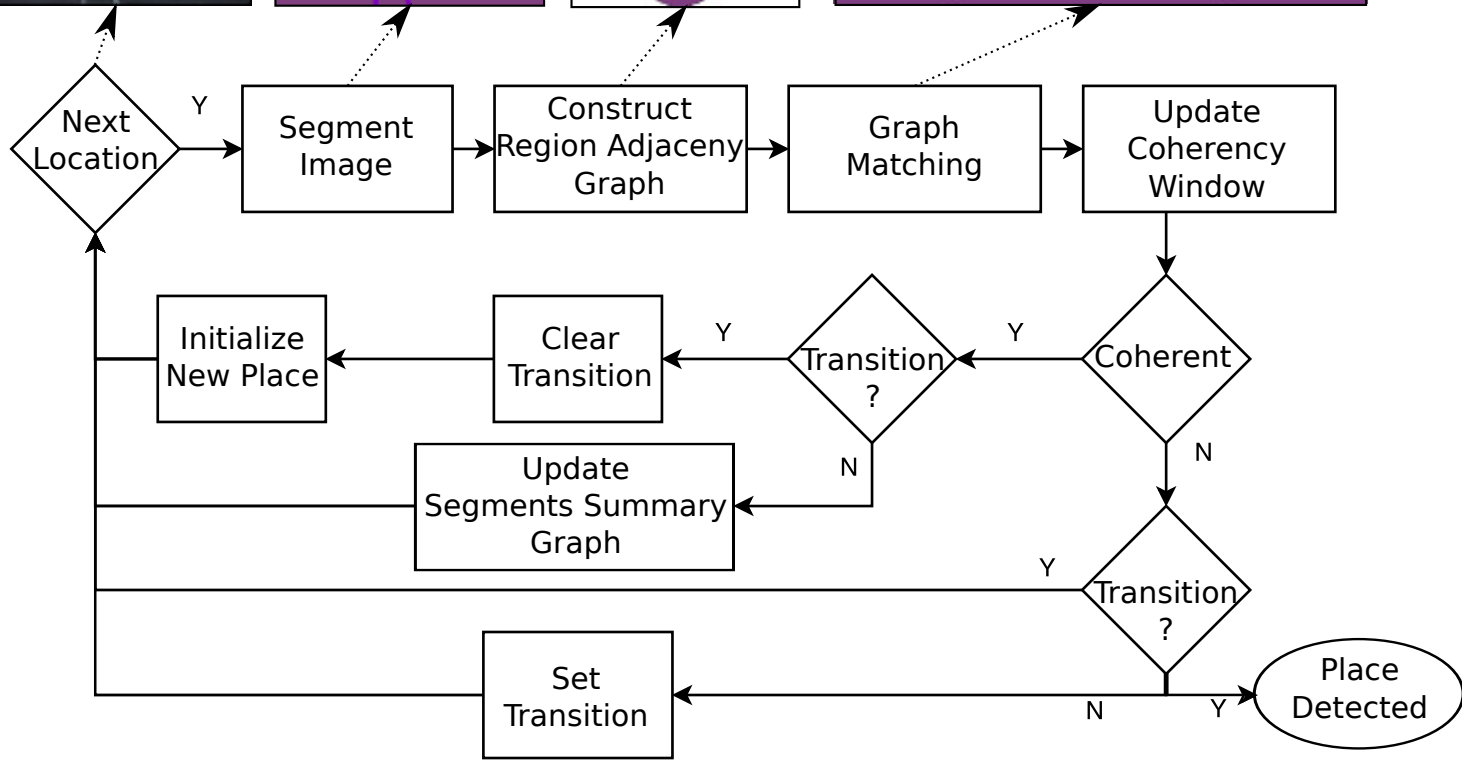 Next
Location
Y
Segment
Image
Construct
Region Adjaceny
Graph
Graph
Matching
Update
Coherency
Window
Initialize
New Place
Clear
Transition
Y
Transition
?
Y
Coherent
N
N
Update
Segments Summary
Graph
Y
Transition
?
Set
Transition
N
Y
Place
Detected